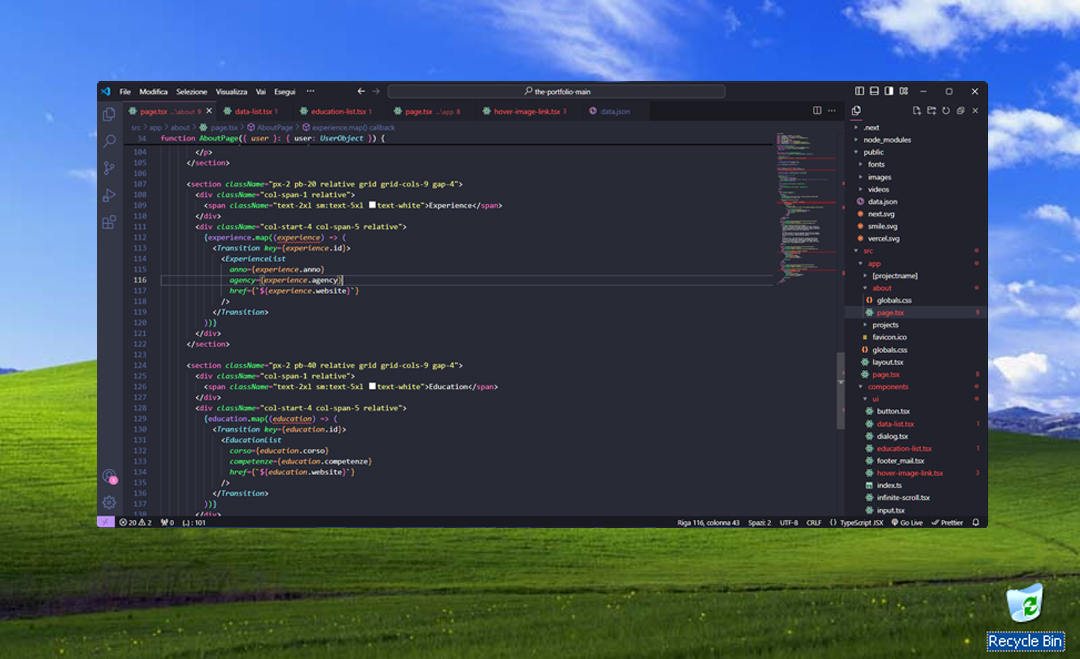 File Modifica Selezione Visualizza Vai Esegui ··· the-portfolio-main
page.tsx ...\about 9 data-list.tsx 1 education-list.tsx 1 page.tsx ...\app 8 hover-image-link.tsx 3 data.json
src > app > about > page.tsx > AboutPage > experience.map() callback
34 function AboutPage({ user }: { user: UserObject }) {
104 </p>
105 </section>
106
107 <section className="px-2 pb-20 relative grid grid-cols-9 gap-4">
108 <div className="col-span-1 relative">
109 <span className="text-2xl sm:text-5xl text-white">Experience</span>
110 </div>
111 <div className="col-start-4 col-span-5 relative">
112 {experience.map((experience) => (
113 <Transition key={experience.id}>
114 <ExperienceList
115 anno={experience.anno}
116 agency={experience.agency}
117 href={`${experience.website}`}
118 />
119 </Transition>
120 ))}
121 </div>
122 </section>
123
124 <section className="px-2 pb-40 relative grid grid-cols-9 gap-4">
125 <div className="col-span-1 relative">
126 <span className="text-2xl sm:text-5xl text-white">Education</span>
127 </div>
128 <div className="col-start-4 col-span-5 relative">
129 {education.map((education) => (
130 <Transition key={education.id}>
131 <EducationList
132 corso={education.corso}
133 competenze={education.competenze}
134 href={`${education.website}`}
135 />
136 </Transition>
137 ))}
138 </div>
.next
node_modules
public
fonts
images
videos
data.json
next.svg
smile.svg
vercel.svg
src
app
[projectname]
about
globals.css
page.tsx 9
projects
favicon.ico
globals.css
layout.tsx
page.tsx 8
components
ui
button.tsx
data-list.tsx 1
dialog.tsx
education-list.tsx 1
footer_mail.tsx
hover-image-link.tsx 3
index.ts
infinite-scroll.tsx
input.tsx
20 2 0 {..} : 101 Riga 116, colonna 43 Spazi: 2 UTF-8 CRLF {} TypeScript JSX Go Live Prettier
Recycle Bin